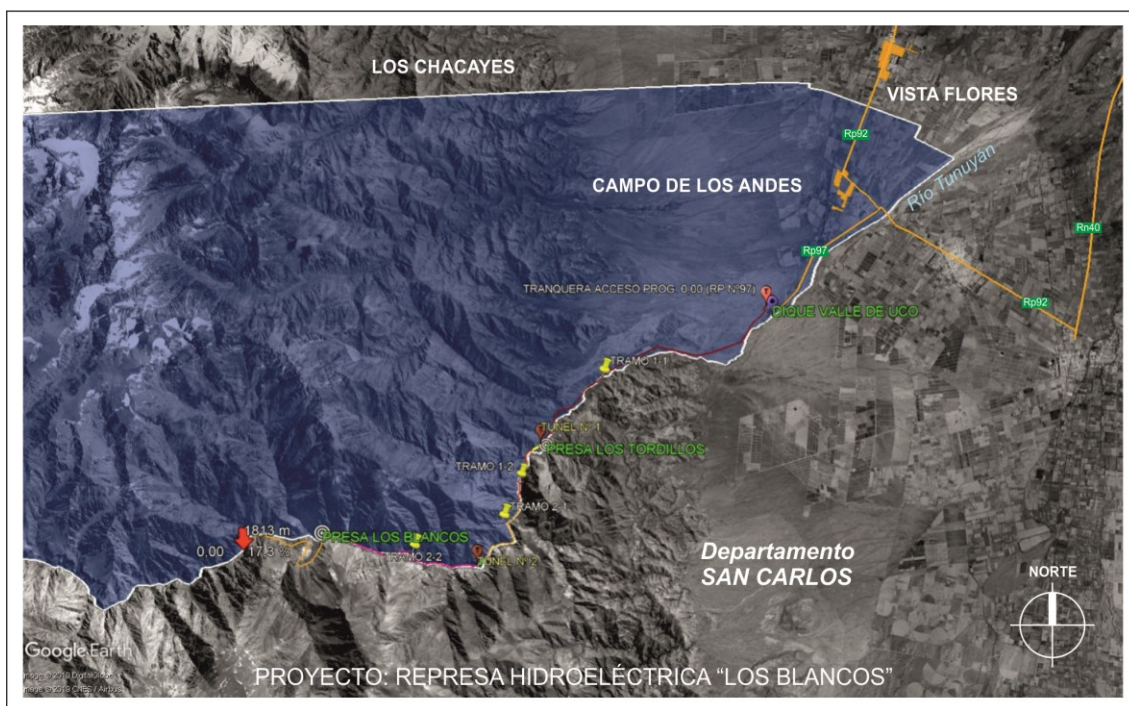 LOS CHACAYES
VISTA FLORES
Rp92
CAMPO DE LOS ANDES
Río Tunuyán
Rn40
Rp97
TRANQUERA ACCESO PROG. 0,00 (RP N°97)
DIQUE VALLE DE UCO
Rp92
TRAMO 1-1
TUNEL N°1
PRESA LOS TORDILLOS
TRAMO 1-2
TRAMO 2-1
1813 m
PRESA LOS BLANCOS
0,00
17.3 %
TRAMO 2-2
TUNEL N°2
Departamento
SAN CARLOS
NORTE
Google Earth
PROYECTO: REPRESA HIDROELÉCTRICA “LOS BLANCOS”